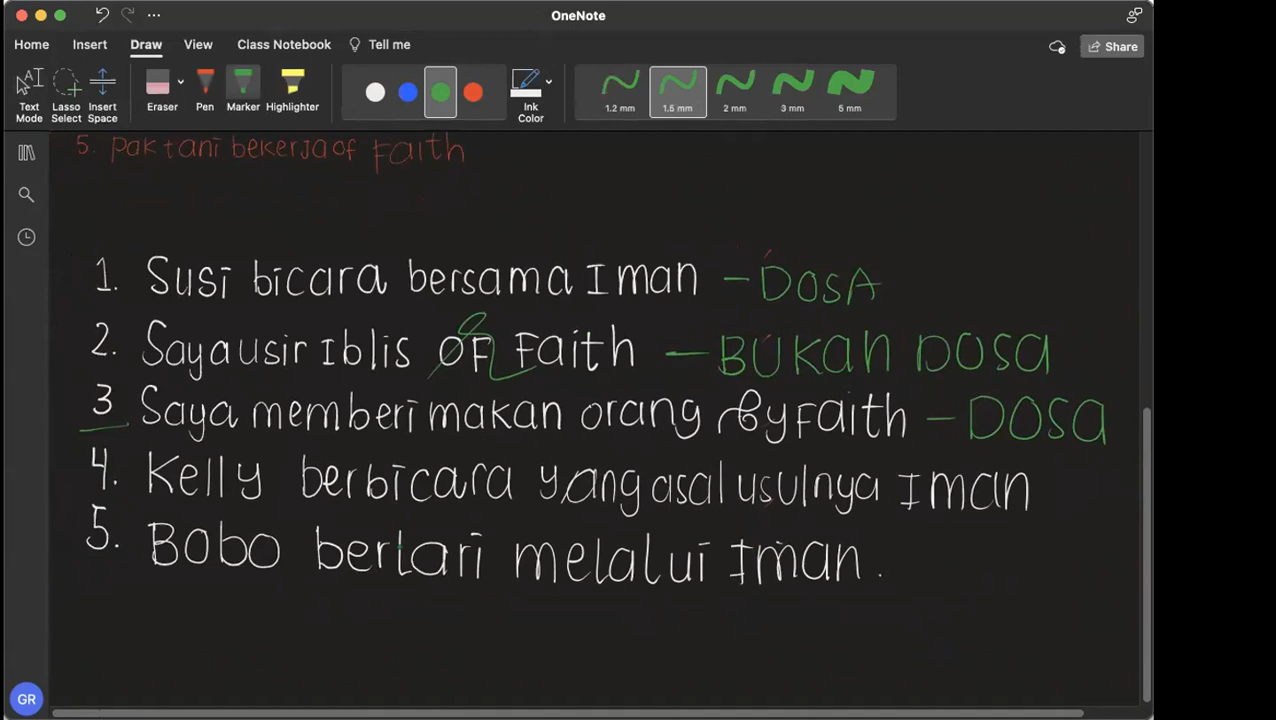 OneNote
Home Insert Draw View Class Notebook Tell me Share
Text Mode Lasso Select Insert Space Eraser Pen Marker Highlighter Ink Color 1.2 mm 1.5 mm 2 mm 3 mm 5 mm
5. Pak tani bekerja of Faith
1. Susi bicara bersama Iman - DOSA
2. Saya usir Iblis OF Faith - BUKAN DOSA
3 Saya memberi makan orang By Faith - DOSA
4. Kelly berbicara yang asal usulnya Iman
5. Bobo berlari melalui Iman.
GR